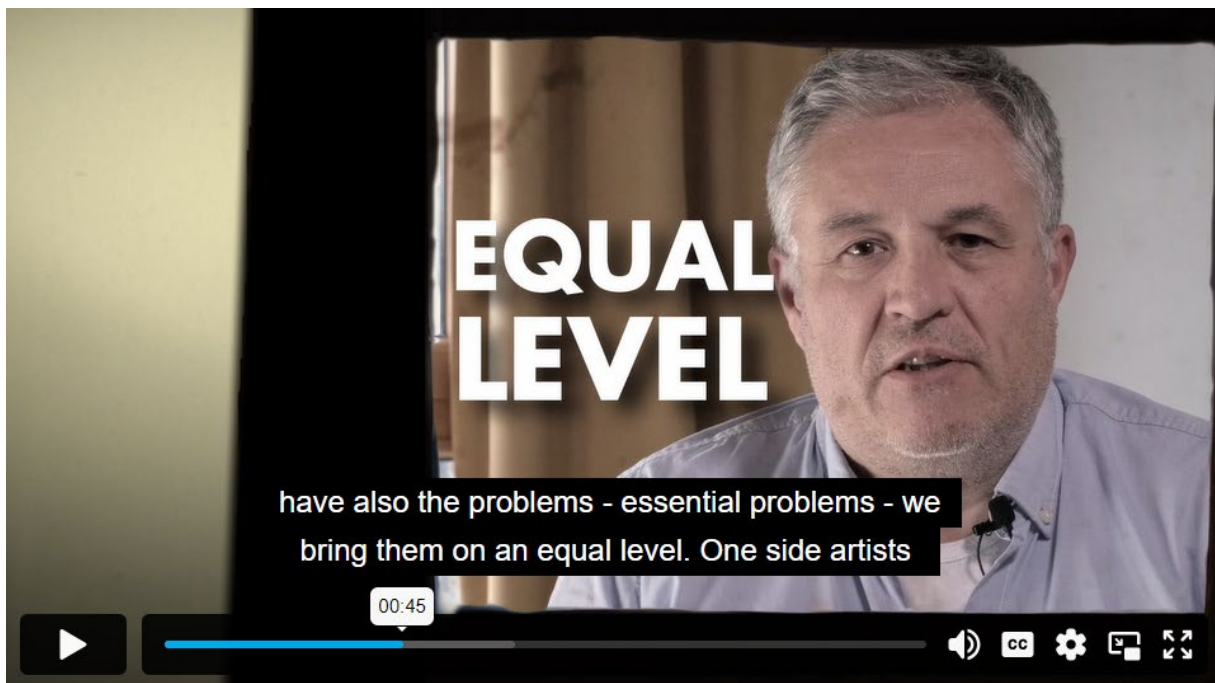 EQUAL
LEVEL
have also the problems - essential problems - we
bring them on an equal level. One side artists
00:45
CC